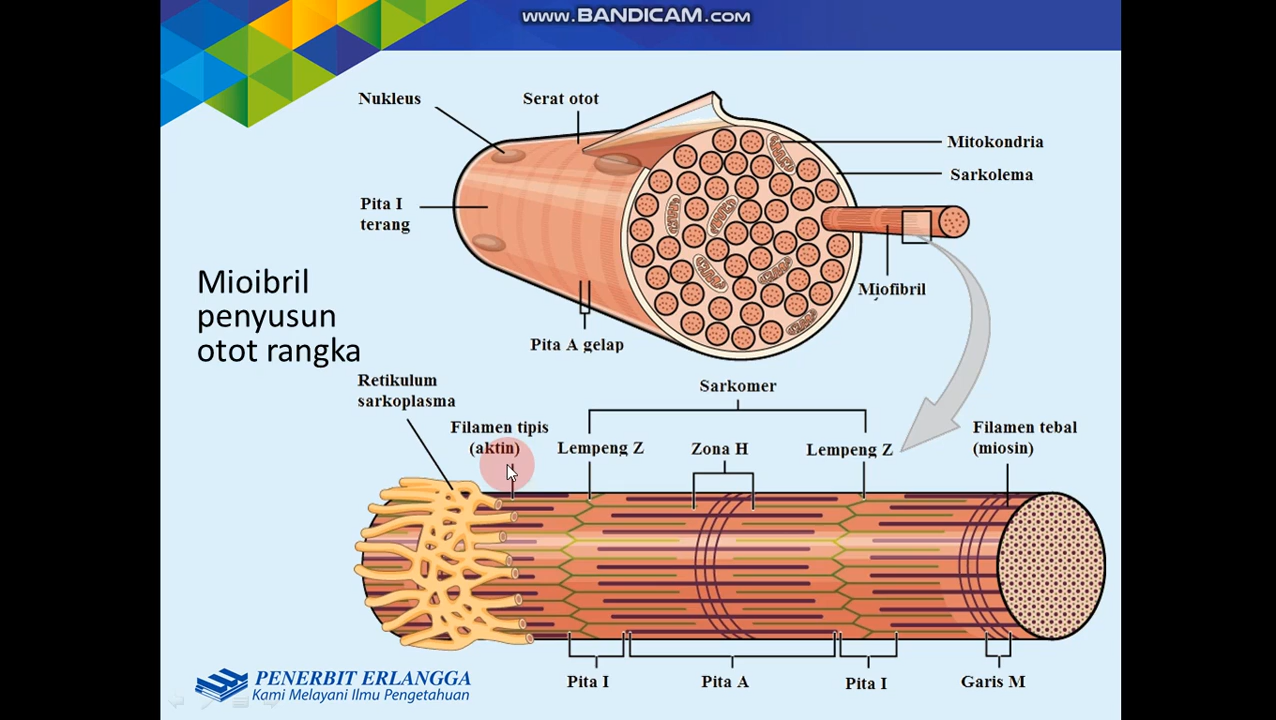 www.BANDICAM.com
Nukleus
Serat otot
Mitokondria
Sarkolema
Pita I
terang
Mioibril
penyusun
otot rangka
Miofibril
Pita A gelap
Retikulum
sarkoplasma
Sarkomer
Filamen tipis
(aktin)
Lempeng Z
Zona H
Lempeng Z
Filamen tebal
(miosin)
Pita I
Pita A
Pita I
Garis M
PENERBIT ERLANGGA
Kami Melayani Ilmu Pengetahuan